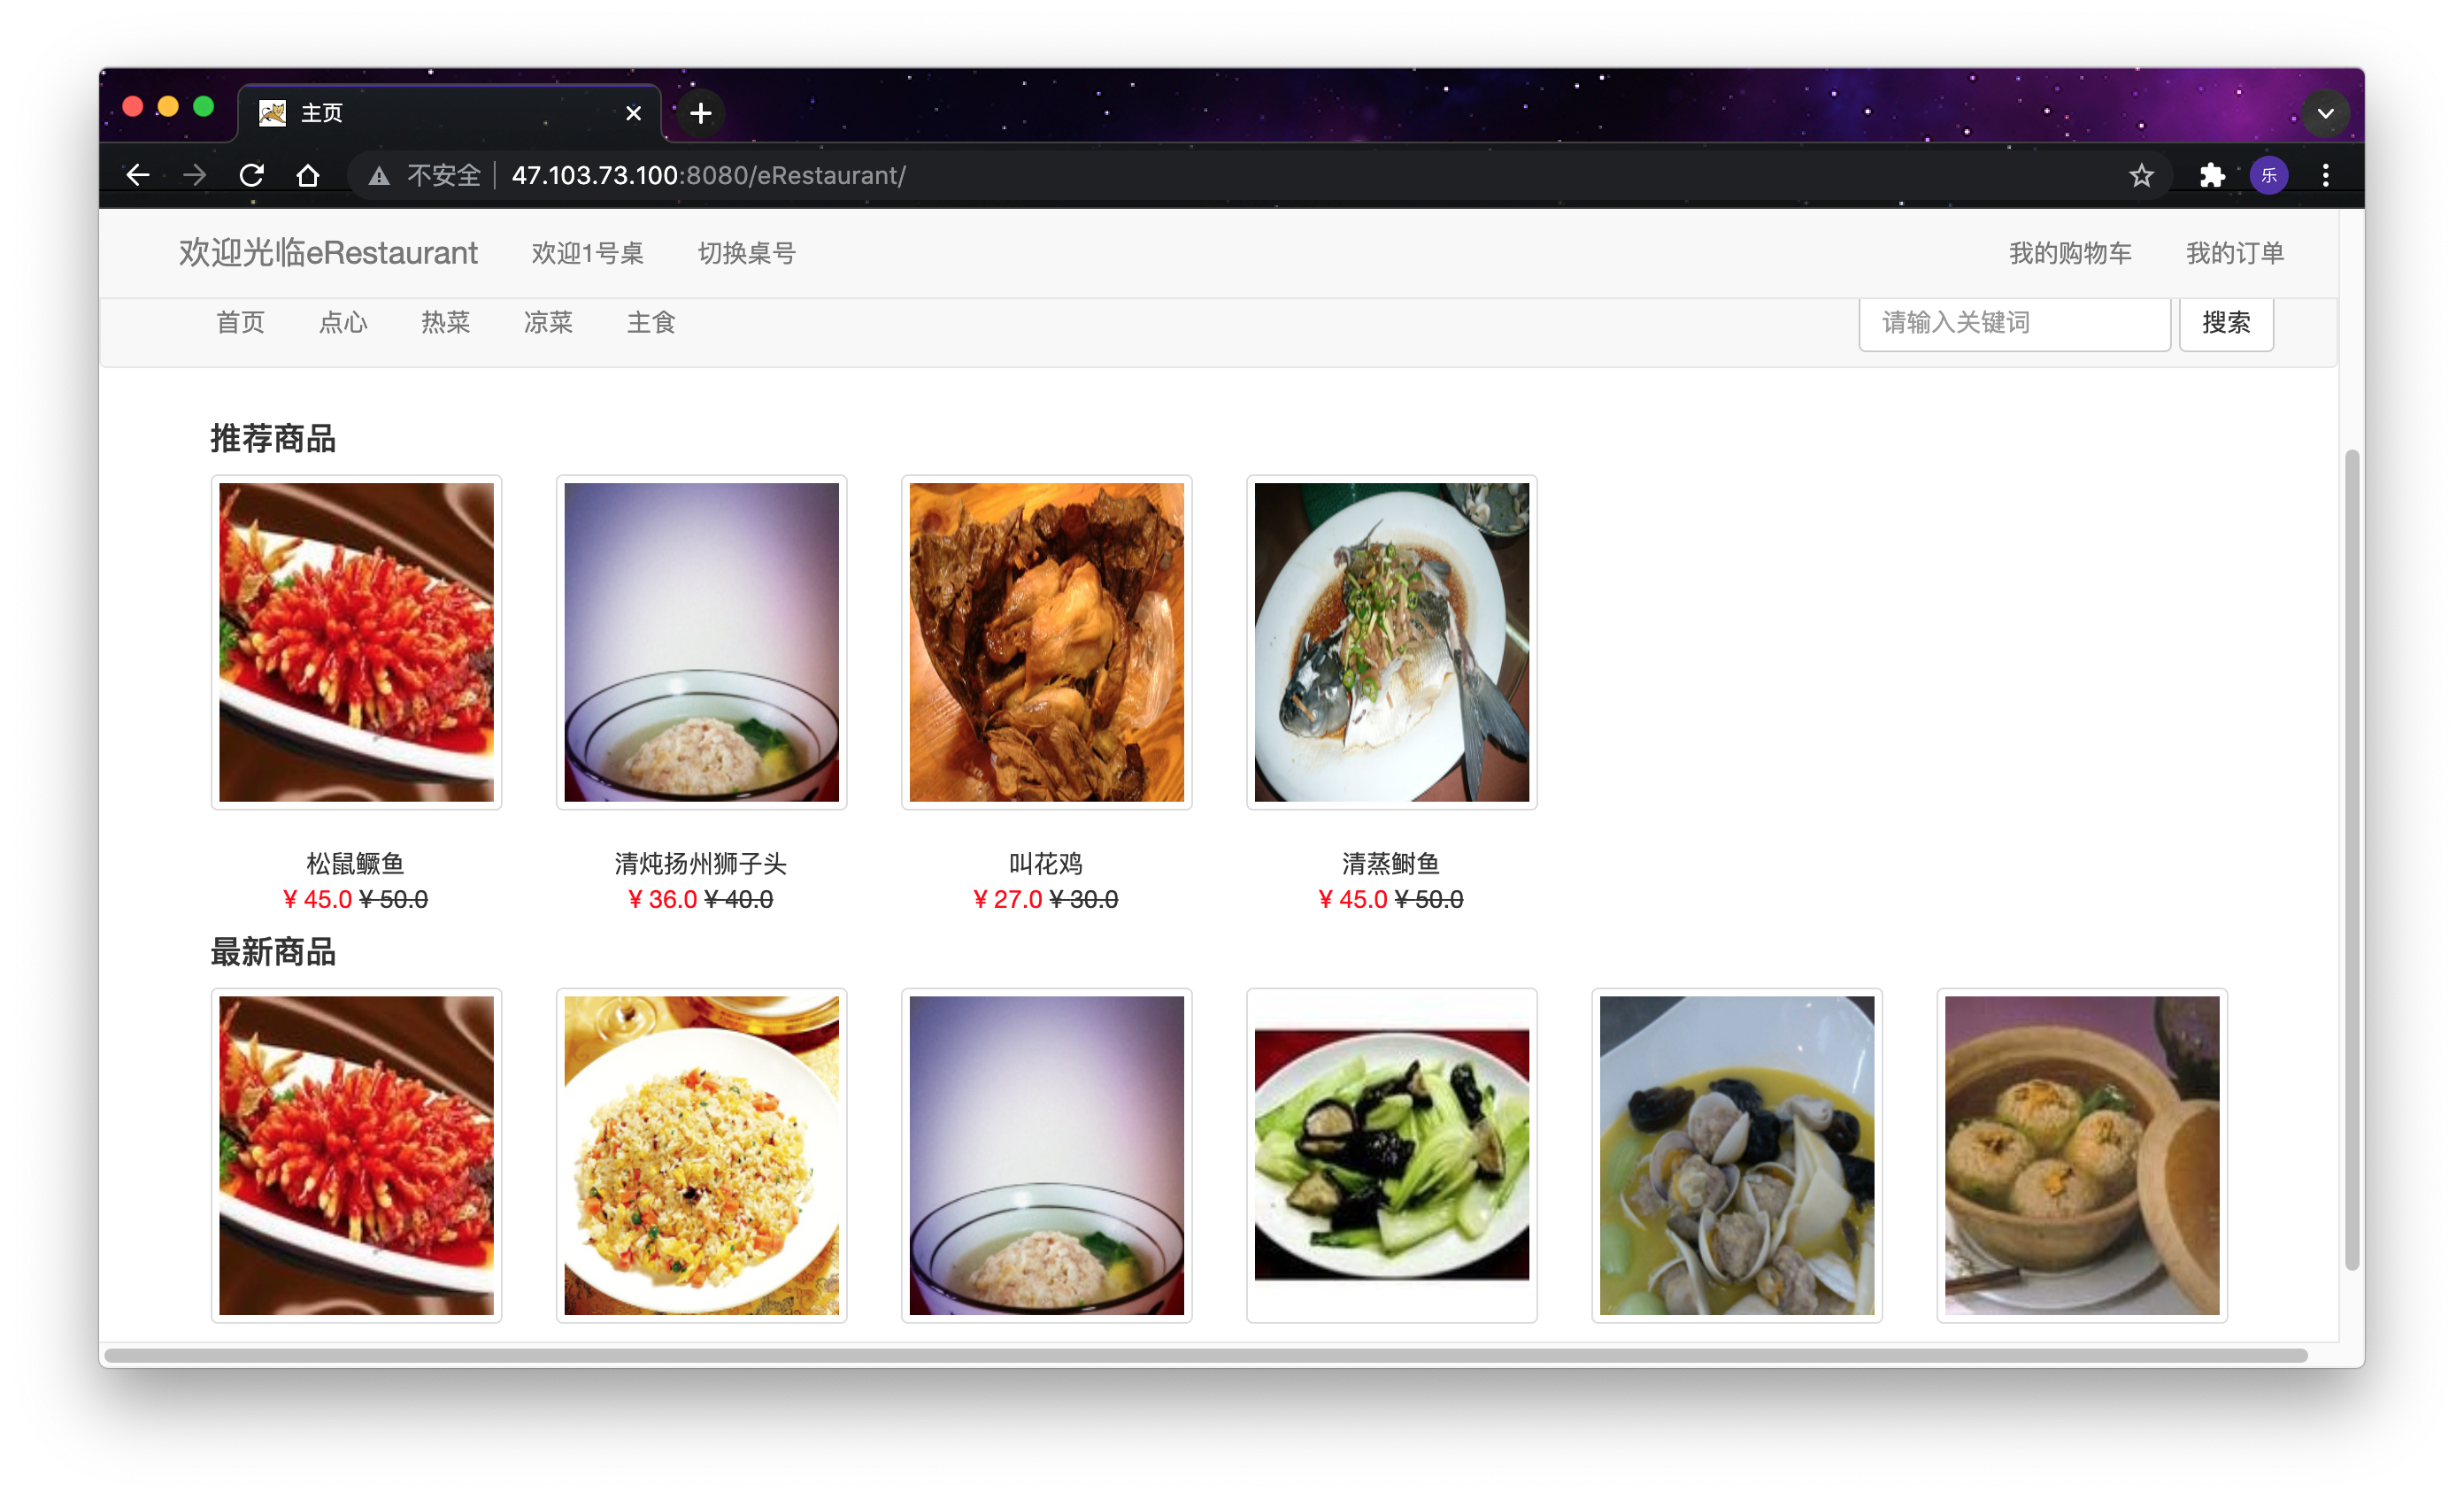 主页
不安全 47.103.73.100:8080/eRestaurant/
乐
欢迎光临eRestaurant 欢迎1号桌 切换桌号 我的购物车 我的订单
首页 点心 热菜 凉菜 主食 请输入关键词 搜索
推荐商品
松鼠鳜鱼 清炖扬州狮子头 叫花鸡 清蒸鲥鱼
¥ 45.0 ¥ 50.0 ¥ 36.0 ¥ 40.0 ¥ 27.0 ¥ 30.0 ¥ 45.0 ¥ 50.0
最新商品